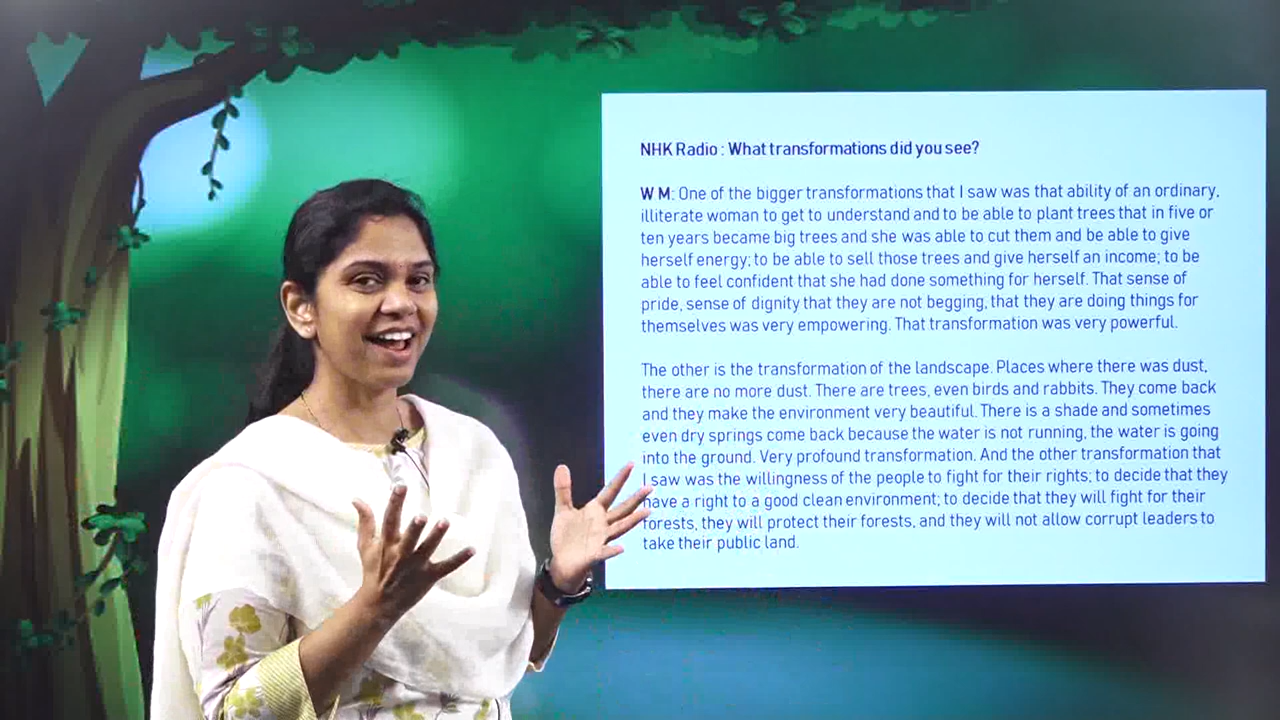 NHK Radio : What transformations did you see?
W M: One of the bigger transformations that I saw was that ability of an ordinary,
illiterate woman to get to understand and to be able to plant trees that in five or
ten years became big trees and she was able to cut them and be able to give
herself energy; to be able to sell those trees and give herself an income; to be
able to feel confident that she had done something for herself. That sense of
pride, sense of dignity that they are not begging, that they are doing things for
themselves was very empowering. That transformation was very powerful.
The other is the transformation of the landscape. Places where there was dust,
there are no more dust. There are trees, even birds and rabbits. They come back
and they make the environment very beautiful. There is a shade and sometimes
even dry springs come back because the water is not running, the water is going
into the ground. Very profound transformation. And the other transformation that
I saw was the willingness of the people to fight for their rights; to decide that they
have a right to a good clean environment; to decide that they will fight for their
forests, they will protect their forests, and they will not allow corrupt leaders to
take their public land.